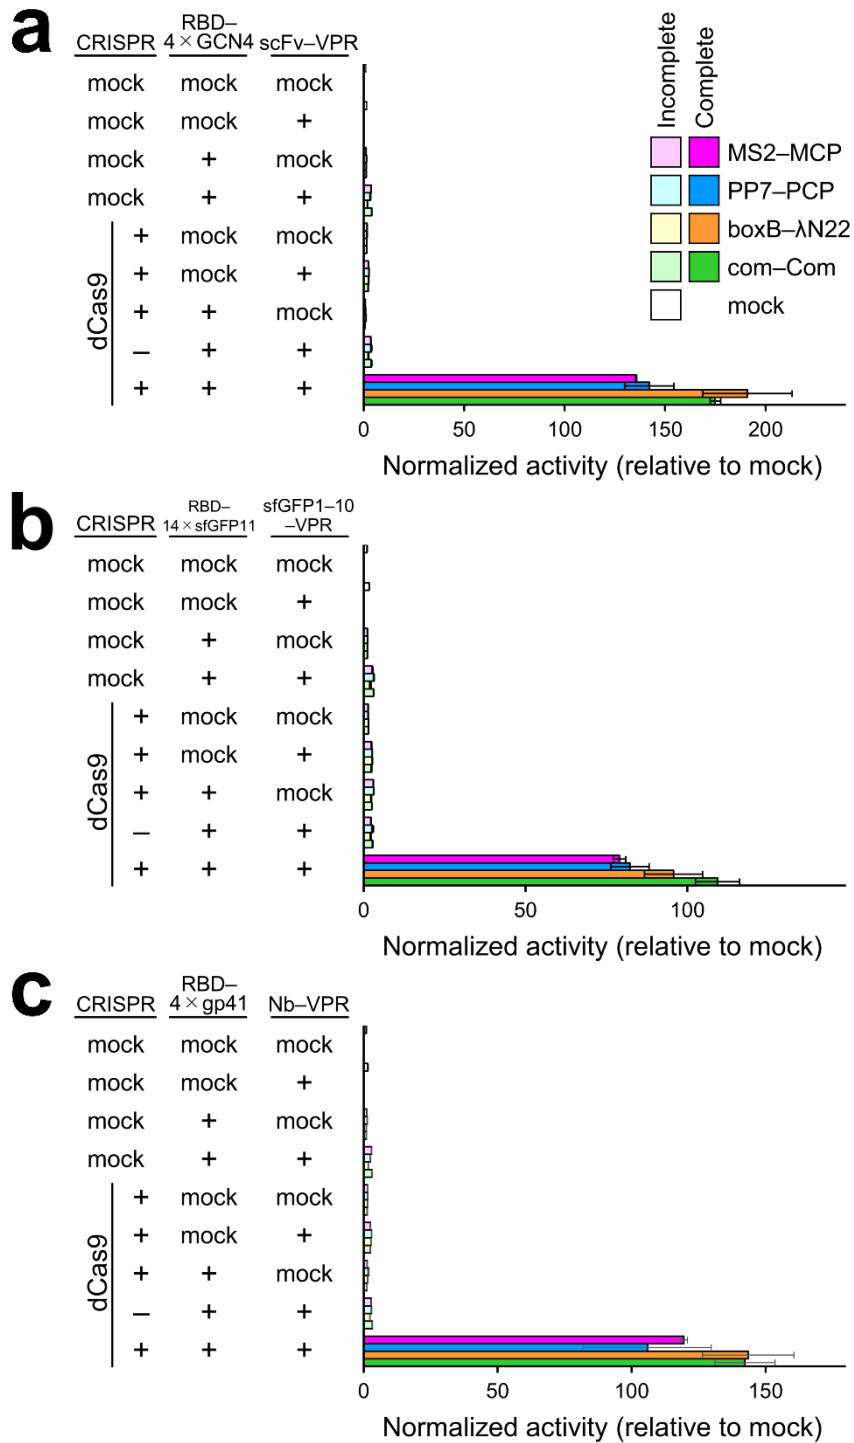 a
RBD–
CRISPR 4×GCN4 scFv–VPR
Incomplete Complete
mock mock mock
mock mock +
mock + mock
mock + +
dCas9
+ mock mock
+ mock +
+ + mock
– + +
+ + +
MS2–MCP
PP7–PCP
boxB–λN22
com–Com
mock
0 50 100 150 200
Normalized activity (relative to mock)
b
RBD– sfGFP1–10
CRISPR 14×sfGFP11 –VPR
mock mock mock
mock mock +
mock + mock
mock + +
dCas9
+ mock mock
+ mock +
+ + mock
– + +
+ + +
0 50 100
Normalized activity (relative to mock)
c
RBD–
CRISPR 4×gp41 Nb–VPR
mock mock mock
mock mock +
mock + mock
mock + +
dCas9
+ mock mock
+ mock +
+ + mock
– + +
+ + +
0 50 100 150
Normalized activity (relative to mock)